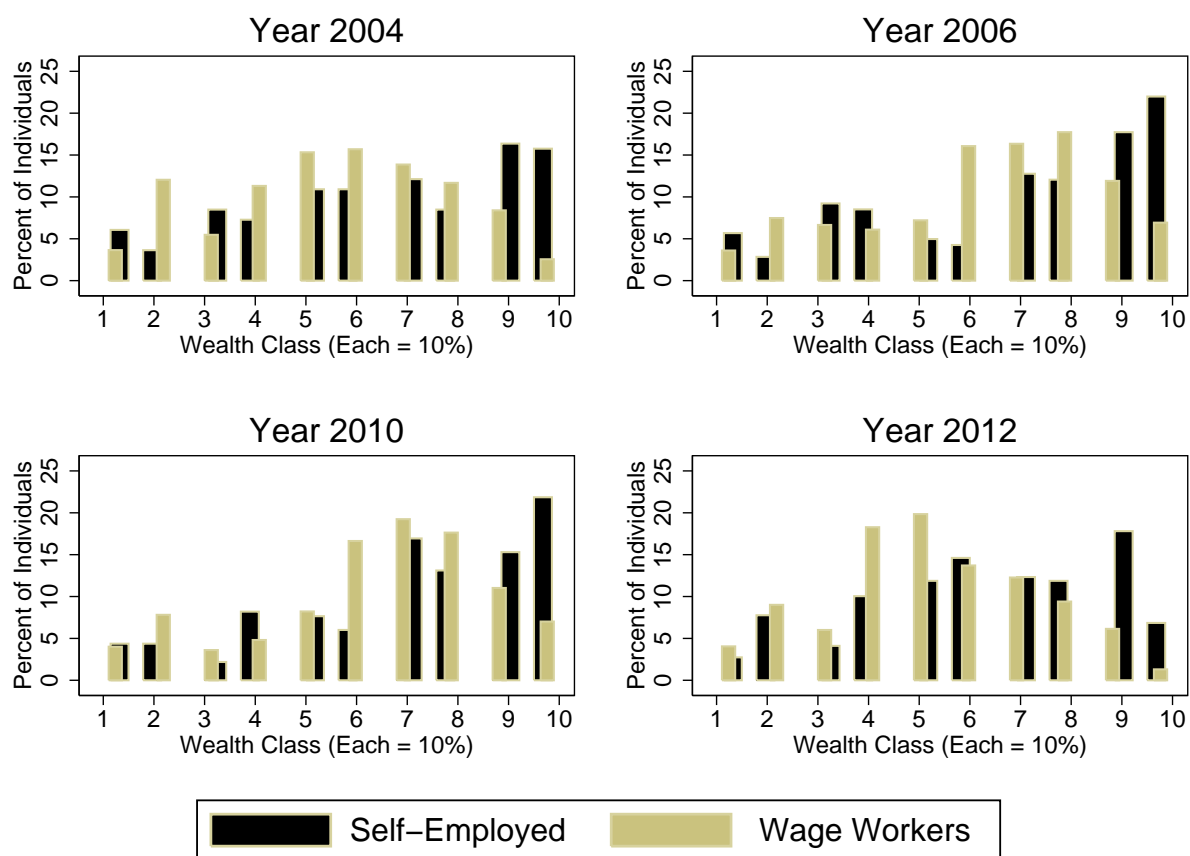 Year 2004
Percent of Individuals
0 5 10 15 20 25
1 2 3 4 5 6 7 8 9 10
Wealth Class (Each = 10%)
Year 2006
Percent of Individuals
0 5 10 15 20 25
1 2 3 4 5 6 7 8 9 10
Wealth Class (Each = 10%)
Year 2010
Percent of Individuals
0 5 10 15 20 25
1 2 3 4 5 6 7 8 9 10
Wealth Class (Each = 10%)
Year 2012
Percent of Individuals
0 5 10 15 20 25
1 2 3 4 5 6 7 8 9 10
Wealth Class (Each = 10%)
Self−Employed Wage Workers